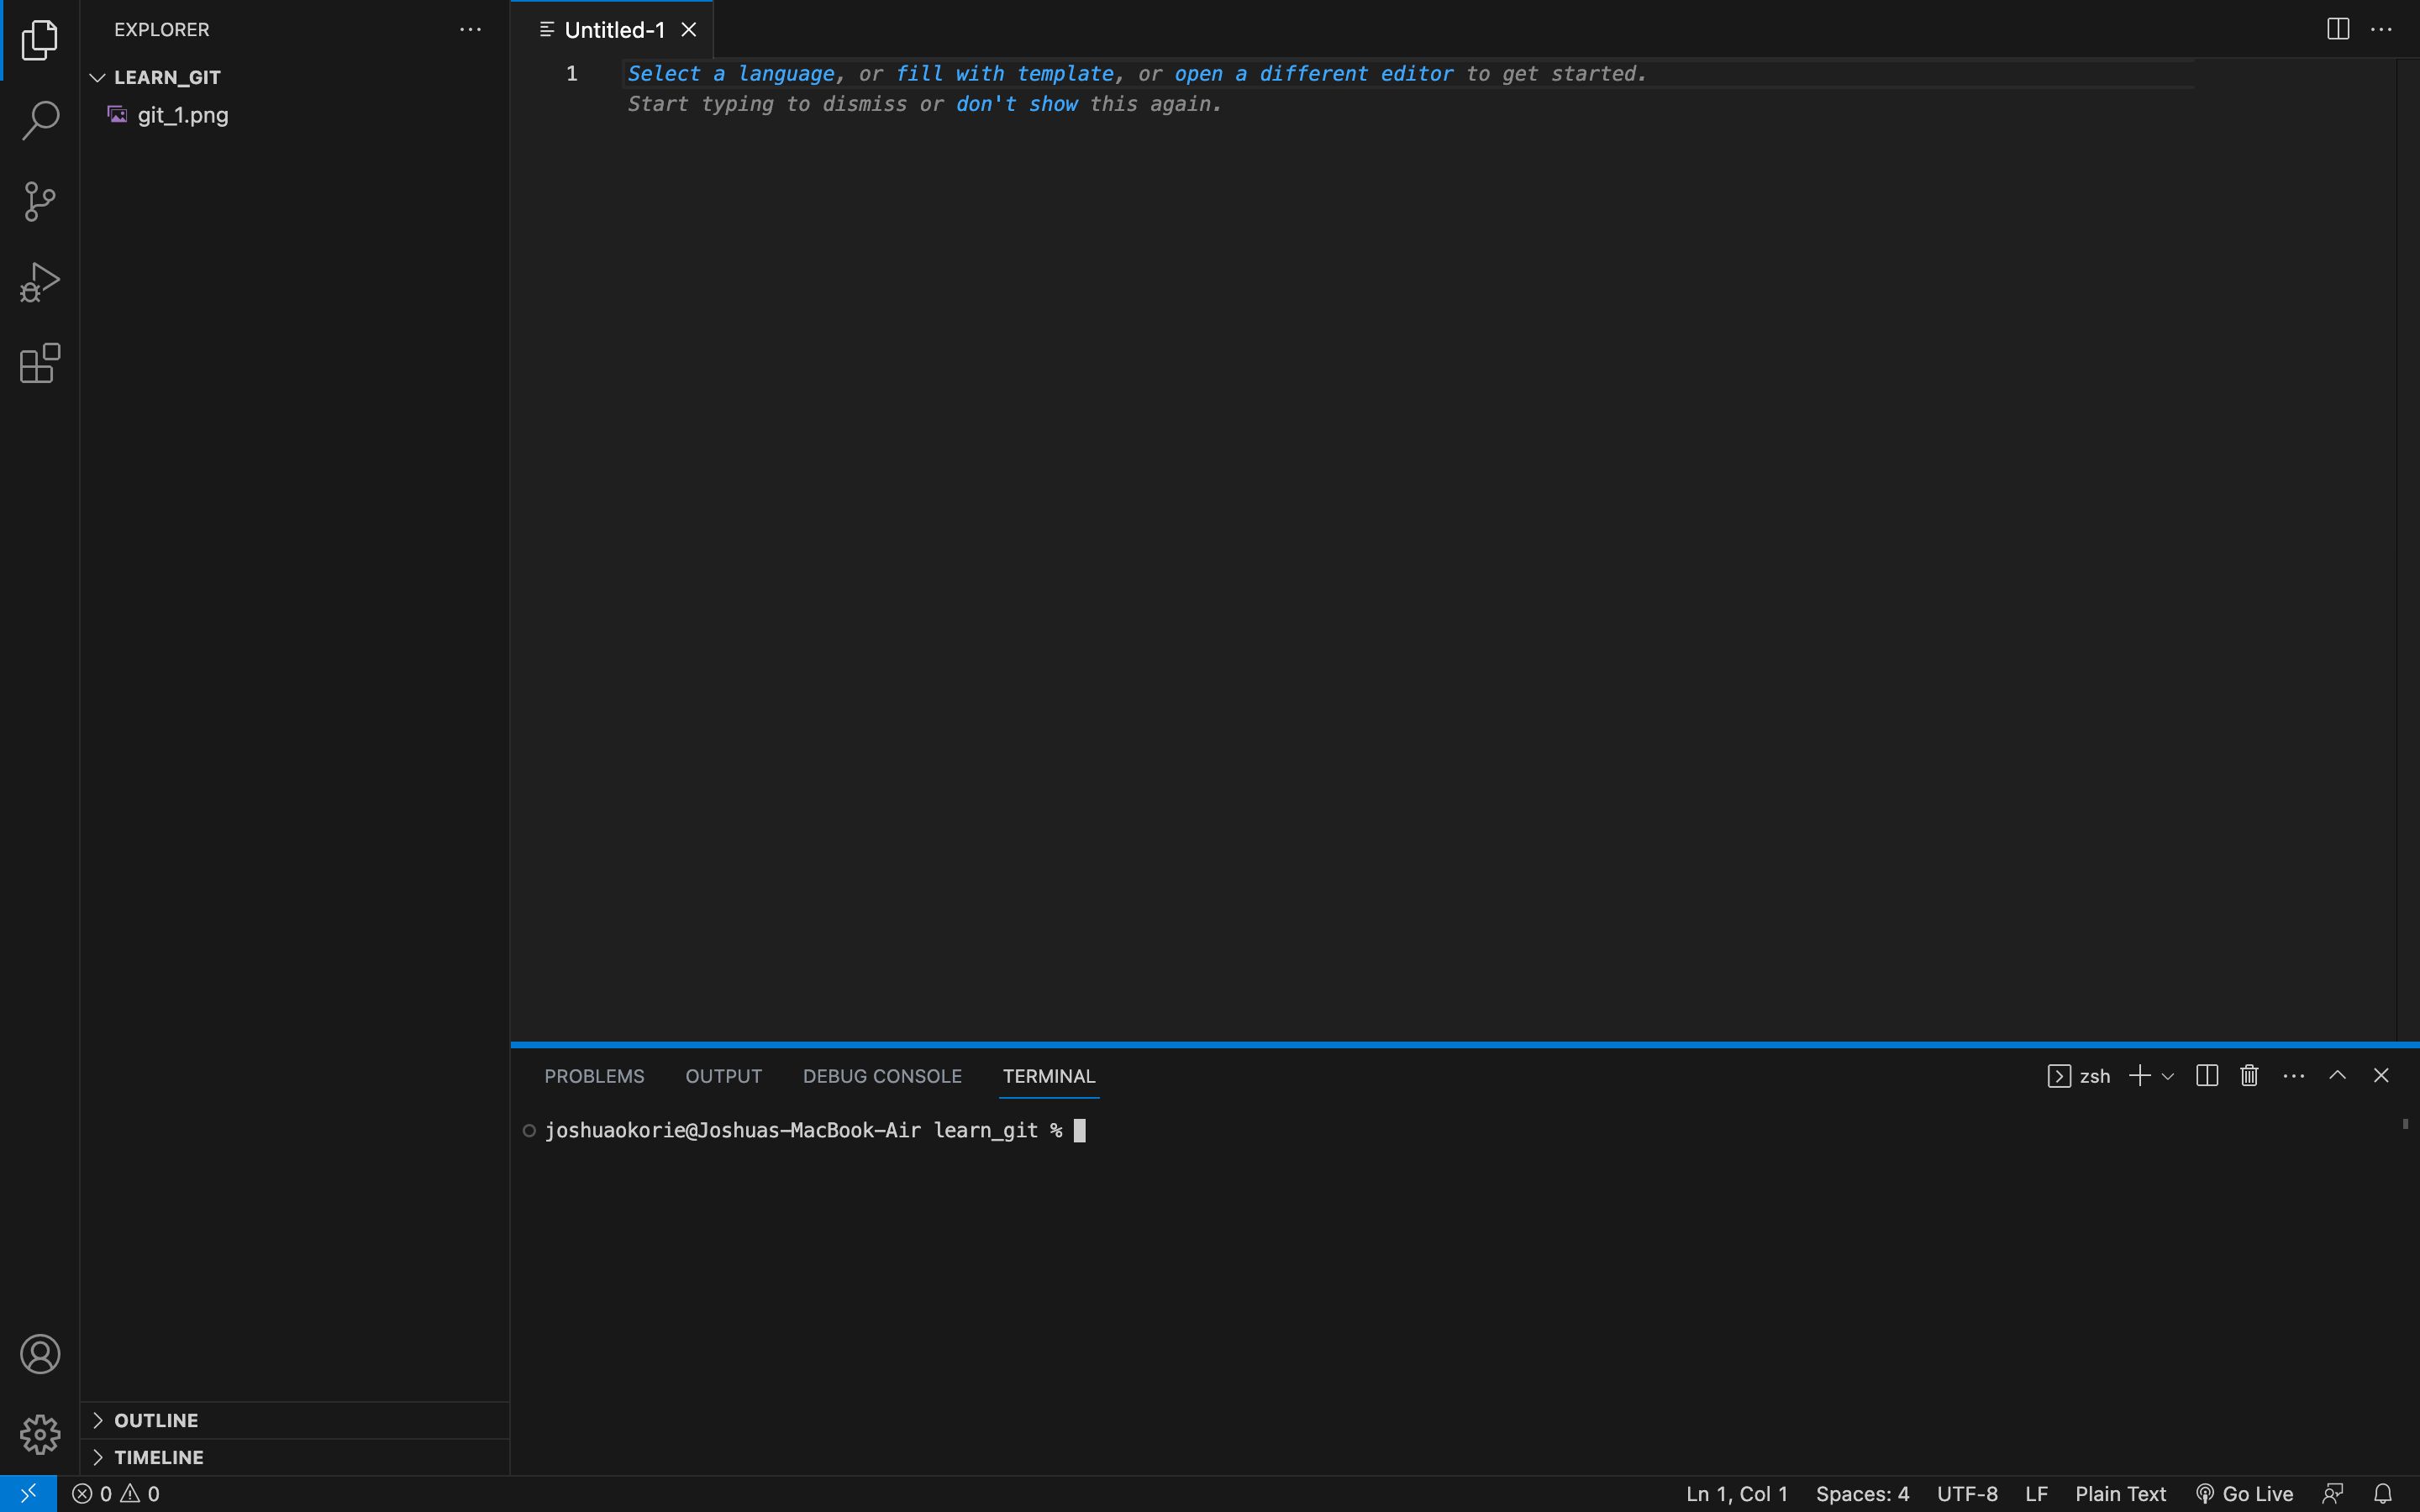 EXPLORER
LEARN_GIT
git_1.png
OUTLINE
TIMELINE
Untitled-1
1 Select a language, or fill with template, or open a different editor to get started.
Start typing to dismiss or don't show this again.
PROBLEMS OUTPUT DEBUG CONSOLE TERMINAL zsh
joshuaokorie@Joshuas-MacBook-Air learn_git %
0 0 Ln 1, Col 1 Spaces: 4 UTF-8 LF Plain Text Go Live